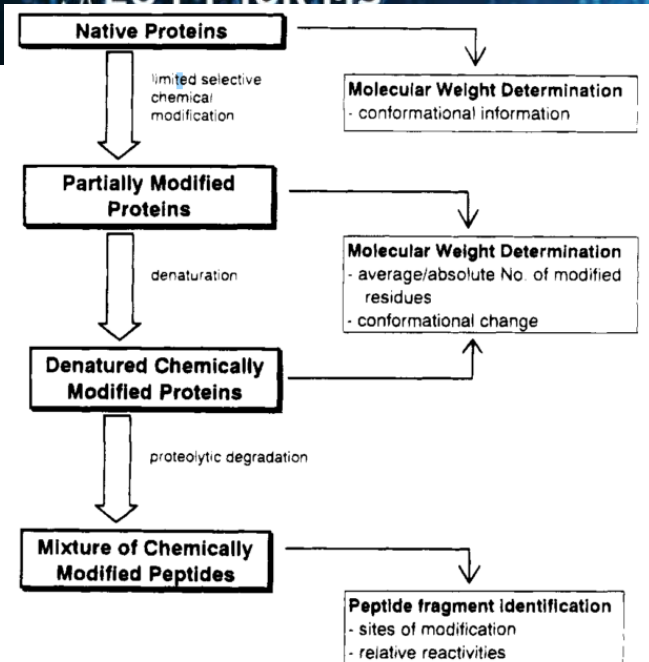 Native Proteins
limited selective
chemical
modification
Molecular Weight Determination
- conformational information
Partially Modified
Proteins
denaturation
Molecular Weight Determination
- average/absolute No. of modified
residues
- conformational change
Denatured Chemically
Modified Proteins
proteolytic degradation
Mixture of Chemically
Modified Peptides
Peptide fragment identification
- sites of modification
- relative reactivities